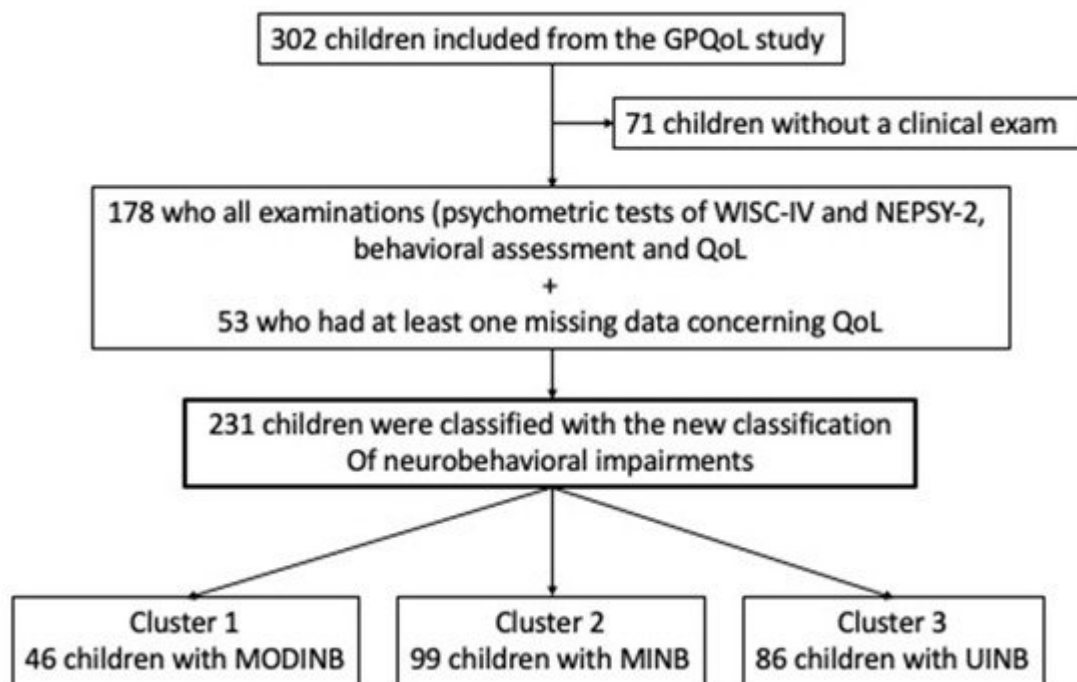 302 children included from the GPQoL study
71 children without a clinical exam
178 who all examinations (psychometric tests of WISC-IV and NEPSY-2,
behavioral assessment and QoL
+
53 who had at least one missing data concerning QoL
231 children were classified with the new classification
Of neurobehavioral impairments
Cluster 1
46 children with MODINB
Cluster 2
99 children with MINB
Cluster 3
86 children with UINB